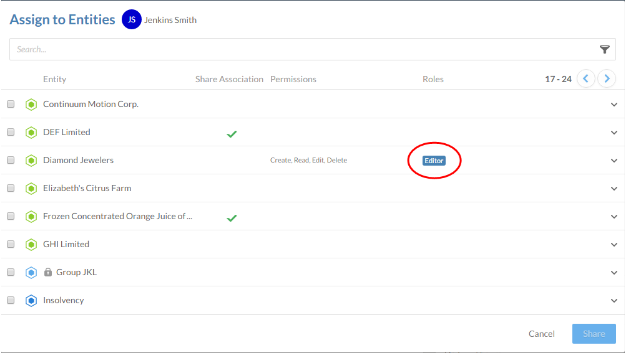 Assign to Entities JS Jenkins Smith
Search...
Entity Share Association Permissions Roles 17 - 24
Continuum Motion Corp.
DEF Limited
Diamond Jewelers Create, Read, Edit, Delete Editor
Elizabeth's Citrus Farm
Frozen Concentrated Orange Juice of ...
GHI Limited
Group JKL
Insolvency
Cancel Share